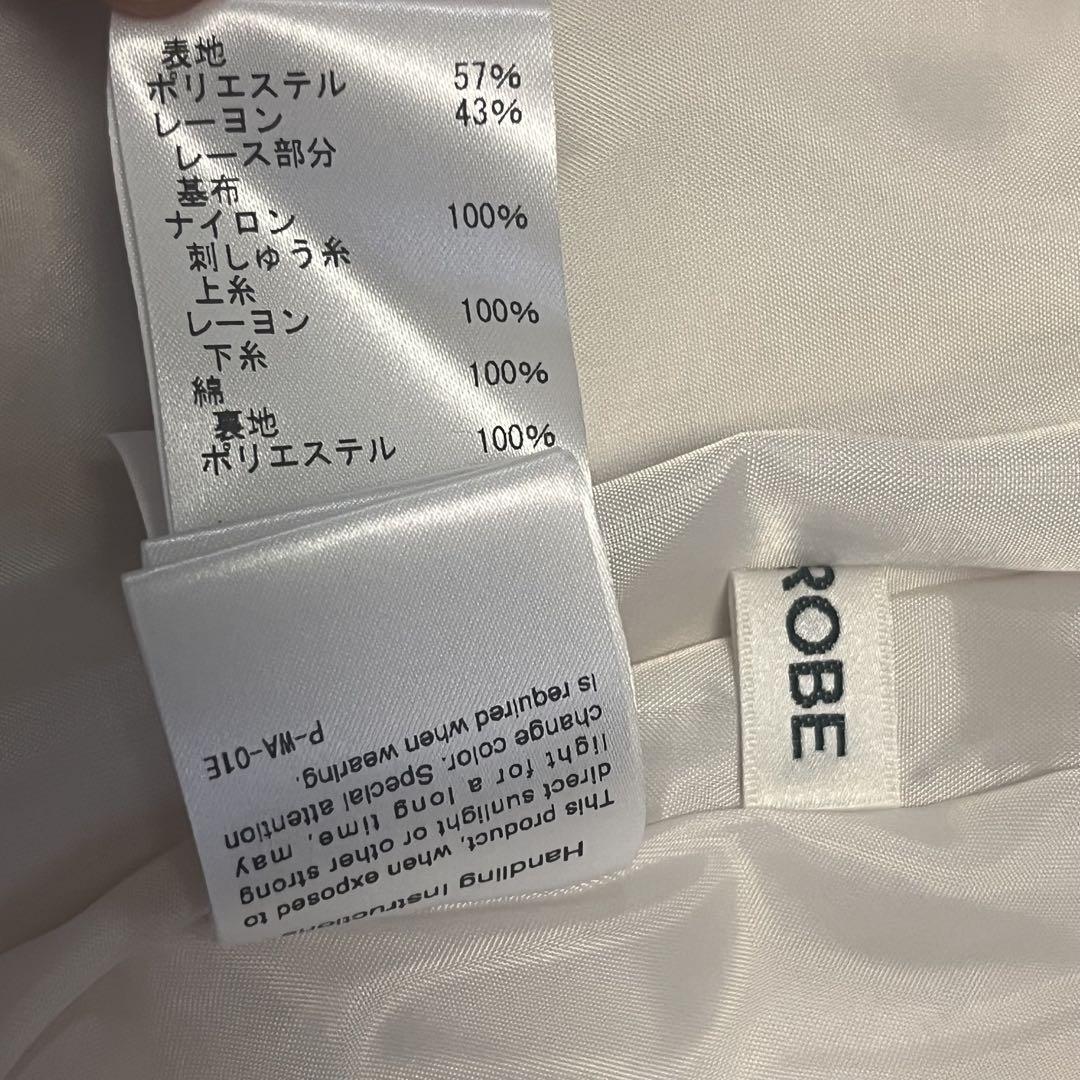 表地
ポリエステル 57%
レーヨン 43%
レース部分
基布
ナイロン 100%
刺しゅう糸
上糸
レーヨン 100%
下糸
綿 100%
裏地
ポリエステル 100%
Handling Instructions
This product, when exposed to
direct sunlight or other strong
light for a long time, may
change color. Special attention
is required when wearing.
P-WA-01E
ROBE